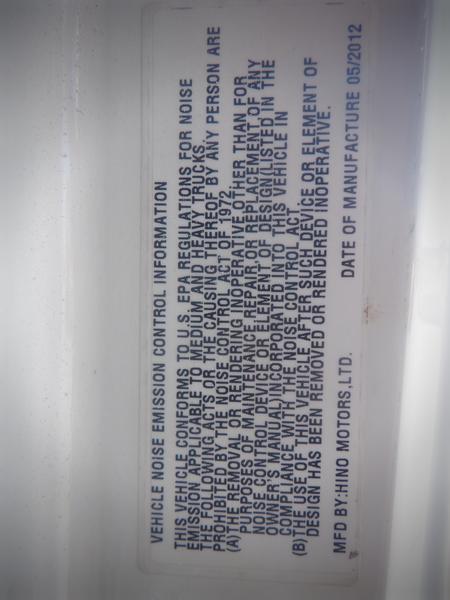 VEHICLE NOISE EMISSION CONTROL INFORMATION
THIS VEHICLE CONFORMS TO U.S. EPA REGULATIONS FOR NOISE
EMISSION APPLICABLE TO MEDIUM AND HEAVY TRUCKS.
THE FOLLOWING ACTS OR THE CAUSING HEREOF BY ANY PERSON ARE
PROHIBITED BY THE NOISE CONTROL ACT OF 1972
(A)THE REMOVAL OR RENDERING INOPERATIVE OTHER THAN FOR
PURPOSES OF MAINTENANCE,REPAIR,OR REPLACEMENT OF ANY
NOISE CONTROL DEVICE OR ELEMENT OF DESIGN(LISTED IN THE
OWNER'S MANUAL)INCORPORATED INTO THIS VEHICLE IN
COMPLIANCE WITH THE NOISE CONTROL ACT
(B)THE USE OF THIS VEHICLE AFTER SUCH DEVICE OR ELEMENT OF
DESIGN HAS BEEN REMOVED OR RENDERED INOPERATIVE.
MFD BY:HINO MOTORS,LTD. DATE OF MANUFACTURE 05/2012